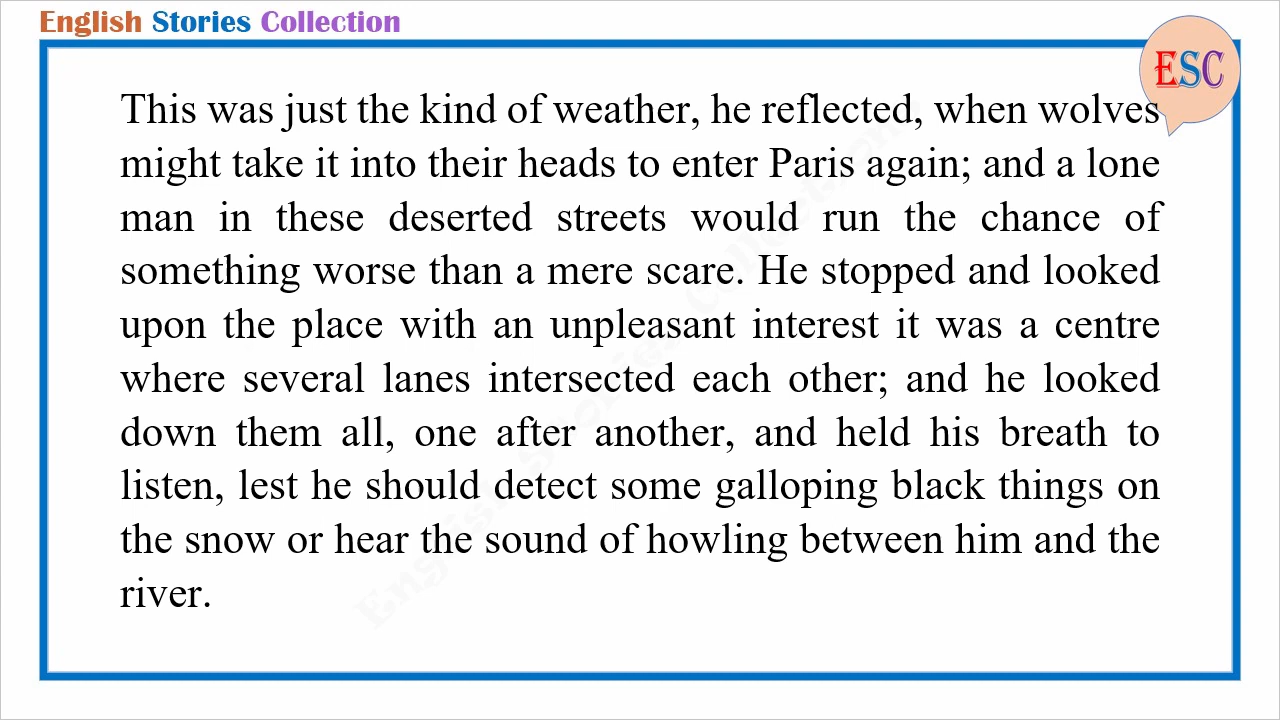 English Stories Collection
ESC
This was just the kind of weather, he reflected, when wolves
might take it into their heads to enter Paris again; and a lone
man in these deserted streets would run the chance of
something worse than a mere scare. He stopped and looked
upon the place with an unpleasant interest it was a centre
where several lanes intersected each other; and he looked
down them all, one after another, and held his breath to
listen, lest he should detect some galloping black things on
the snow or hear the sound of howling between him and the
river.
English Stories Collections